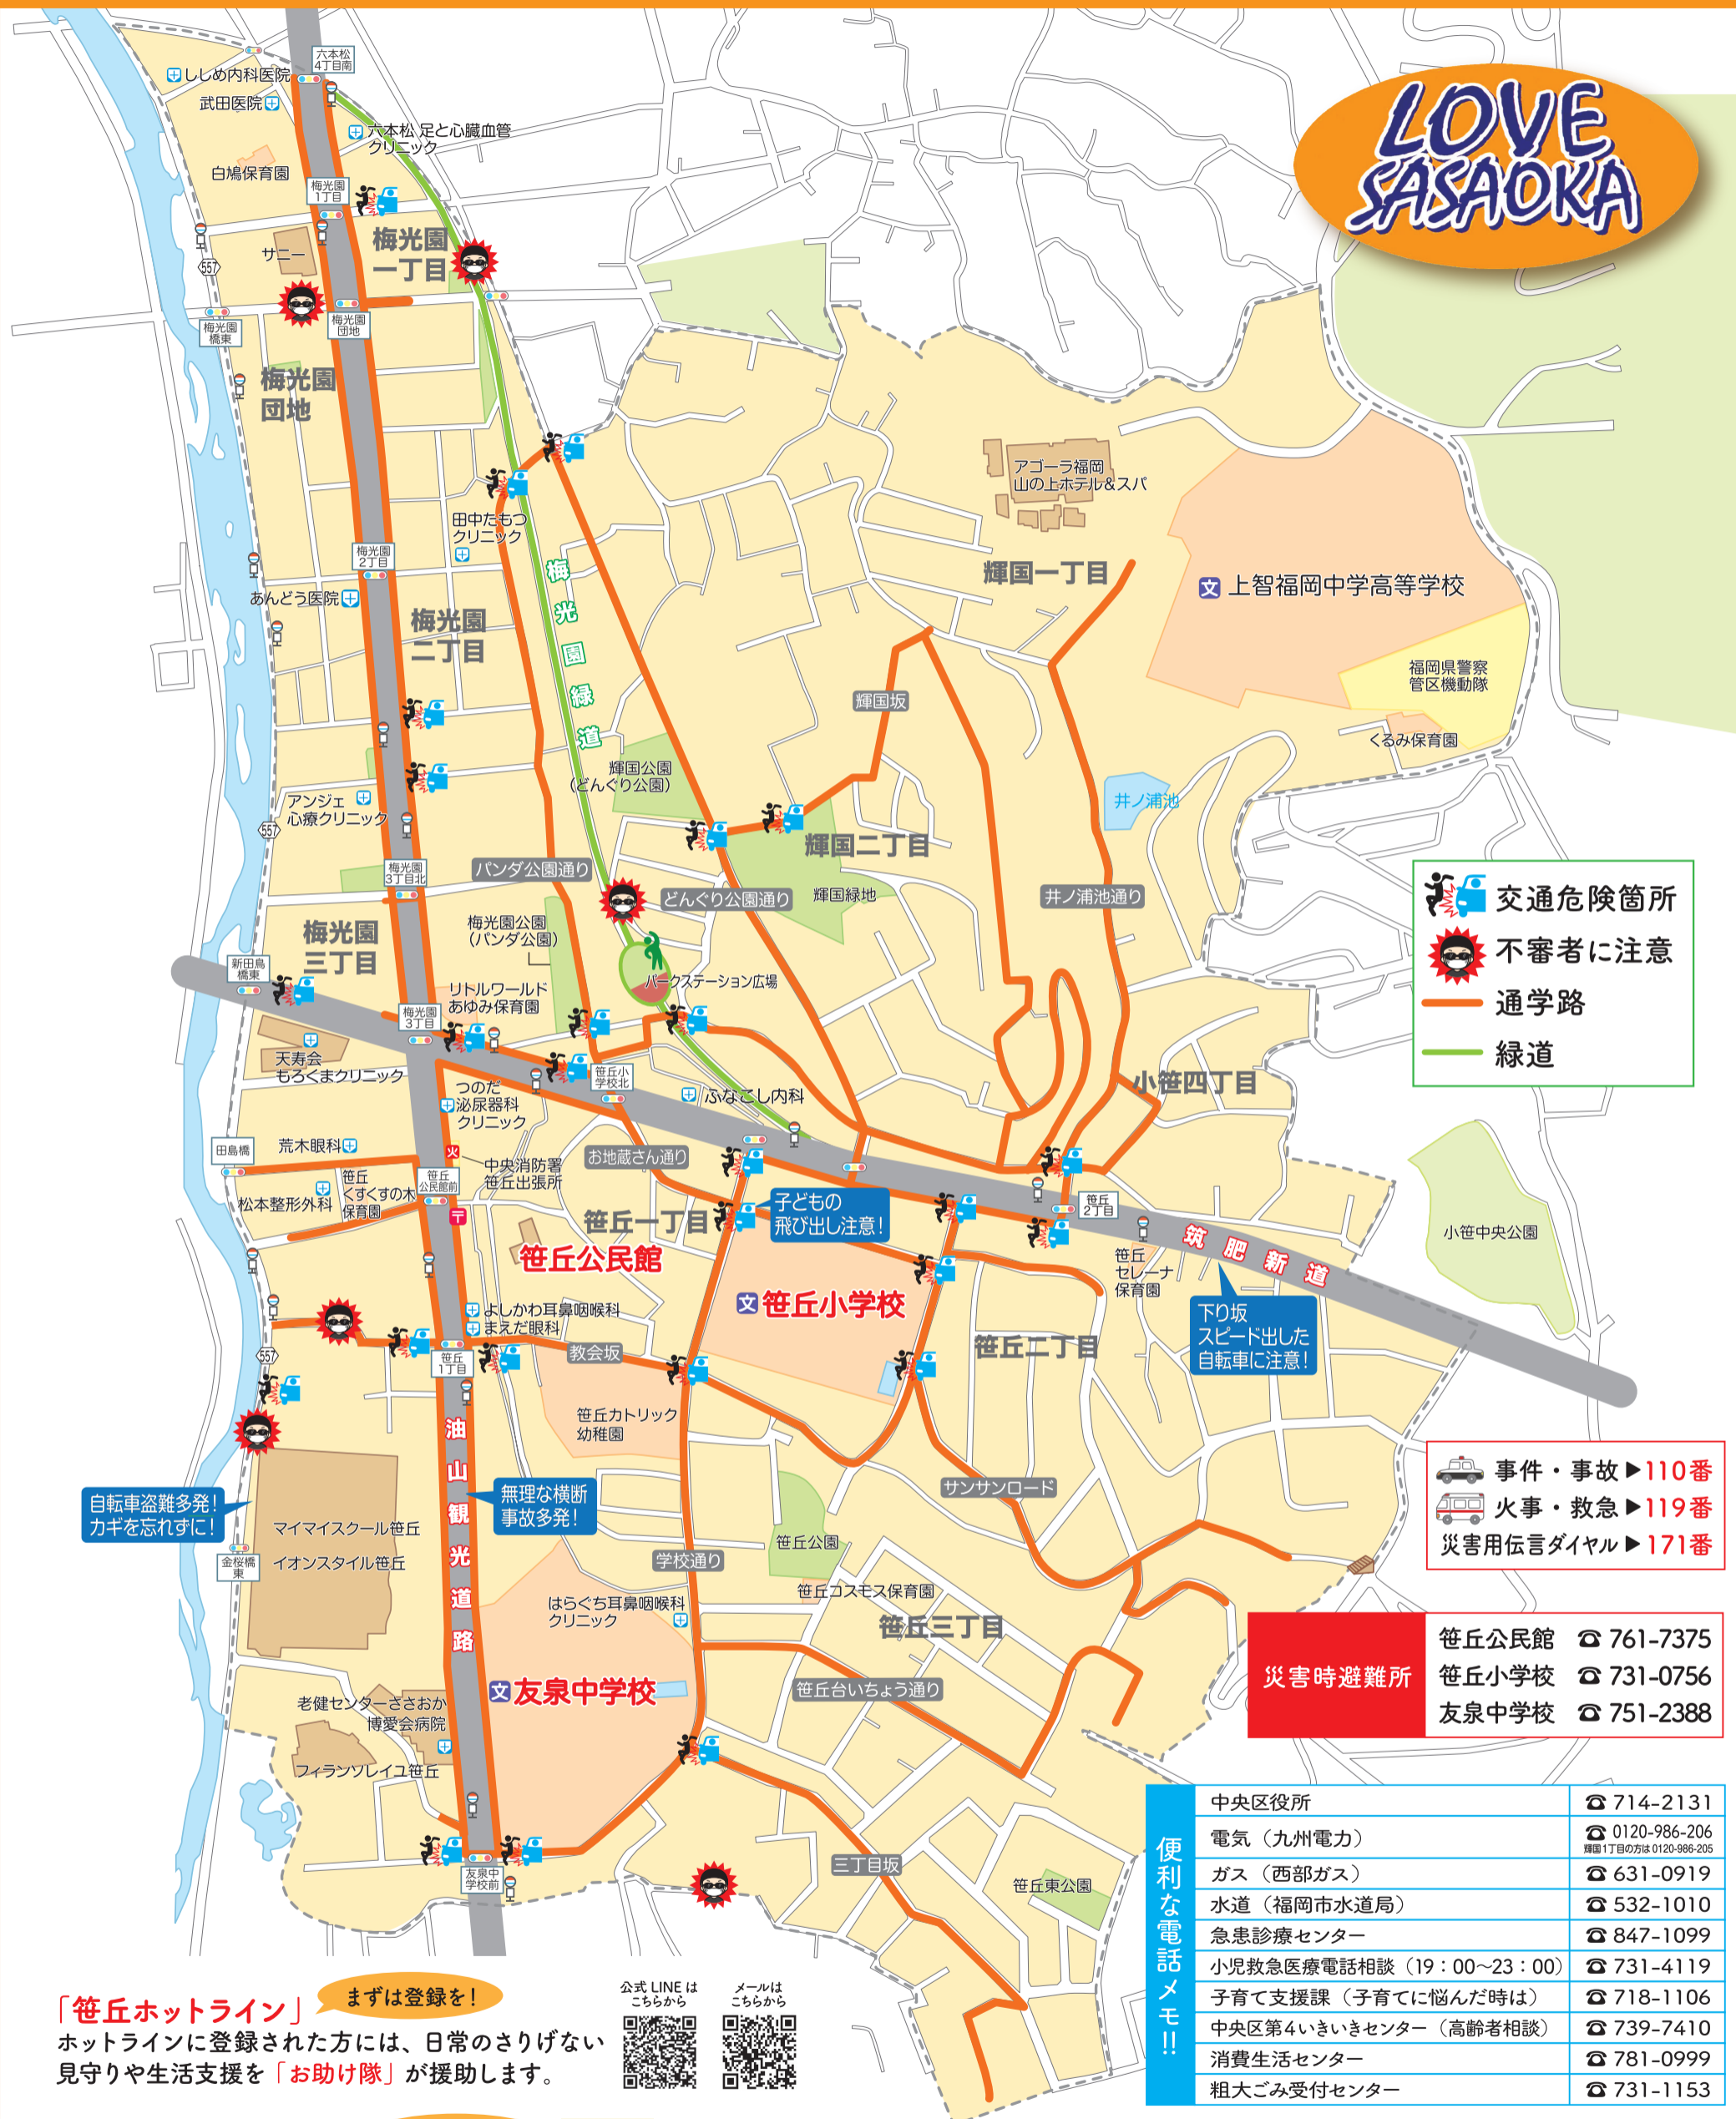 LOVE
SASAOKA
六本松
4丁目南
しじめ内科医院
武田医院
六本松 足と心臓血管
クリニック
白鳩保育園
梅光園
1丁目
梅光園
一丁目
サニー
557
梅光園
橋東
梅光園
団地
梅光園
団地
田中たもつ
クリニック
アゴーラ福岡
山の上ホテル&スパ
梅光園
2丁目
あんどう医院
梅光園
二丁目
梅光園緑道
輝国一丁目
文 上智福岡中学高等学校
福岡県警察
管区機動隊
くるみ保育園
輝国坂
輝国公園
(どんぐり公園)
井ノ浦池
アンジェ
心療クリニック
557
輝国二丁目
梅光園
3丁目北
パンダ公園通り
どんぐり公園通り
輝国緑地
井ノ浦池通り
梅光園
三丁目
梅光園公園
(パンダ公園)
新田島
橋東
パークステーション広場
リトルワールド
あゆみ保育園
梅光園
3丁目
交通危険箇所
不審者に注意
通学路
緑道
天寿会
もろくまクリニック
つのだ
泌尿器科
クリニック
笹丘小
学校北
ふなこし内科
小笹四丁目
田島橋
荒木眼科
火
中央消防署
笹丘出張所
お地蔵さん通り
松本整形外科
笹丘
くすくすの木
保育園
笹丘
公民館前
〒
笹丘一丁目
子どもの
飛び出し注意!
笹丘
2丁目
筑肥新道
小笹中央公園
笹丘公民館
笹丘
セレーナ
保育園
文 笹丘小学校
よしかわ耳鼻咽喉科
まえだ眼科
下り坂
スピード出した
自転車に注意!
笹丘二丁目
557
笹丘
1丁目
教会坂
笹丘カトリック
幼稚園
油山観光道路
自転車盗難多発!
カギを忘れずに!
無理な横断
事故多発!
サンサンロード
マイマイスクール笹丘
イオンスタイル笹丘
金桜橋
東
学校通り
笹丘公園
笹丘コスモス保育園
はらぐち耳鼻咽喉科
クリニック
笹丘三丁目
事件・事故▶110番
火事・救急▶119番
災害用伝言ダイヤル▶171番
文 友泉中学校
笹丘台いちょう通り
老健センターささおか
博愛会病院
フィランソレイユ笹丘
災害時避難所
笹丘公民館 ☎ 761-7375
笹丘小学校 ☎ 731-0756
友泉中学校 ☎ 751-2388
友泉中
学校前
三丁目坂
笹丘東公園
便利な電話メモ!!
中央区役所 ☎ 714-2131
電気(九州電力) ☎ 0120-986-206
輝国1丁目の方は0120-986-205
ガス(西部ガス) ☎ 631-0919
水道(福岡市水道局) ☎ 532-1010
急患診療センター ☎ 847-1099
小児救急医療電話相談(19:00〜23:00) ☎ 731-4119
子育て支援課(子育てに悩んだ時は) ☎ 718-1106
中央区第4いきいきセンター(高齢者相談) ☎ 739-7410
消費生活センター ☎ 781-0999
粗大ごみ受付センター ☎ 731-1153
「笹丘ホットライン」
まずは登録を!
ホットラインに登録された方には、日常のさりげない
見守りや生活支援を「お助け隊」が援助します。
公式LINEは
こちらから
メールは
こちらから